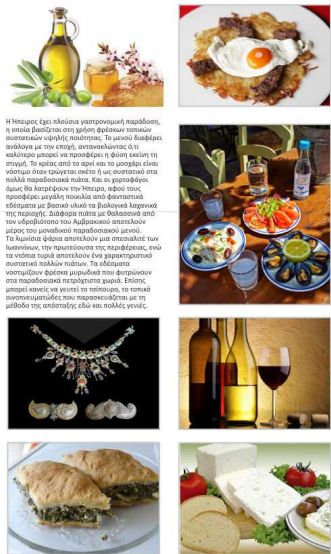 Η Ήπειρος έχει πλούσια γαστρονομική παράδοση,
η οποία βασίζεται στη χρήση φρέσκων τοπικών
συστατικών υψηλής ποιότητας. Το μενού διαφέρει
ανάλογα με την εποχή, αντανακλώντας ό,τι
καλύτερο μπορεί να προσφέρει η φύση εκείνη τη
στιγμή. Το κρέας από το αρνί και το μοσχάρι είναι
νόστιμο όταν τρώγεται σκέτο ή ως συστατικό στα
πολλά παραδοσιακά πιάτα. Και οι χορτοφάγοι
όμως θα λατρέψουν την Ήπειρο, αφού τους
προσφέρει μεγάλη ποικιλία από φανταστικά
εδέσματα με βασικό υλικό τα βιολογικά λαχανικά
της περιοχής. Διάφορα πιάτα με θαλασσινά από
τον υδροβιότοπο του Αμβρακικού αποτελούν
μέρος του μοναδικού παραδοσιακού μενού.
Τα λιμνίσια ψάρια αποτελούν μια σπεσιαλιτέ των
Ιωαννίνων, την πρωτεύουσα της περιφέρειας, ενώ
τα ντόπια τυριά αποτελούν ένα χαρακτηριστικό
συστατικό πολλών πιάτων. Τα εδέσματα
νοστιμίζουν φρέσκα μυρωδικά που φυτρώνουν
στα παραδοσιακά πετρόχτιστα χωριά. Επίσης
μπορεί κανείς να γευτεί το τσίπουρο, το τοπικό
οινοπνευματώδες που παρασκευάζεται με τη
μέθοδο της απόσταξης εδώ και πολλές γενιές.